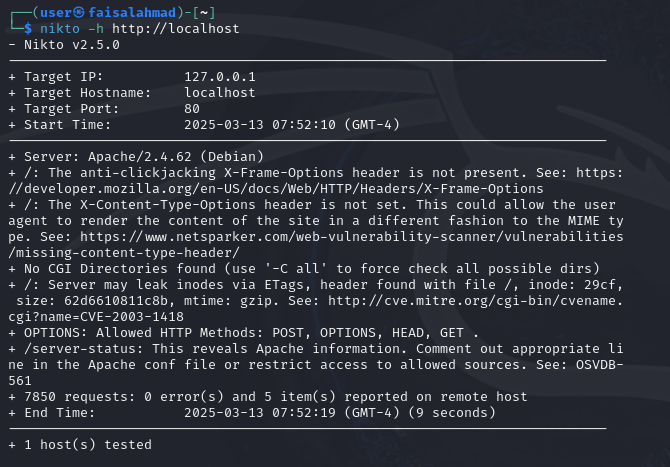 ┌──(user㉿faisalahmad)-[~]
└─$ nikto -h http://localhost
- Nikto v2.5.0
---------------------------------------------------------------------------
+ Target IP:          127.0.0.1
+ Target Hostname:    localhost
+ Target Port:        80
+ Start Time:         2025-03-13 07:52:10 (GMT-4)
---------------------------------------------------------------------------
+ Server: Apache/2.4.62 (Debian)
+ /: The anti-clickjacking X-Frame-Options header is not present. See: https:
//developer.mozilla.org/en-US/docs/Web/HTTP/Headers/X-Frame-Options
+ /: The X-Content-Type-Options header is not set. This could allow the user
agent to render the content of the site in a different fashion to the MIME ty
pe. See: https://www.netsparker.com/web-vulnerability-scanner/vulnerabilities
/missing-content-type-header/
+ No CGI Directories found (use '-C all' to force check all possible dirs)
+ /: Server may leak inodes via ETags, header found with file /, inode: 29cf,
 size: 62d6610811c8b, mtime: gzip. See: http://cve.mitre.org/cgi-bin/cvename.
cgi?name=CVE-2003-1418
+ OPTIONS: Allowed HTTP Methods: POST, OPTIONS, HEAD, GET .
+ /server-status: This reveals Apache information. Comment out appropriate li
ne in the Apache conf file or restrict access to allowed sources. See: OSVDB-
561
+ 7850 requests: 0 error(s) and 5 item(s) reported on remote host
+ End Time:           2025-03-13 07:52:19 (GMT-4) (9 seconds)
---------------------------------------------------------------------------
+ 1 host(s) tested